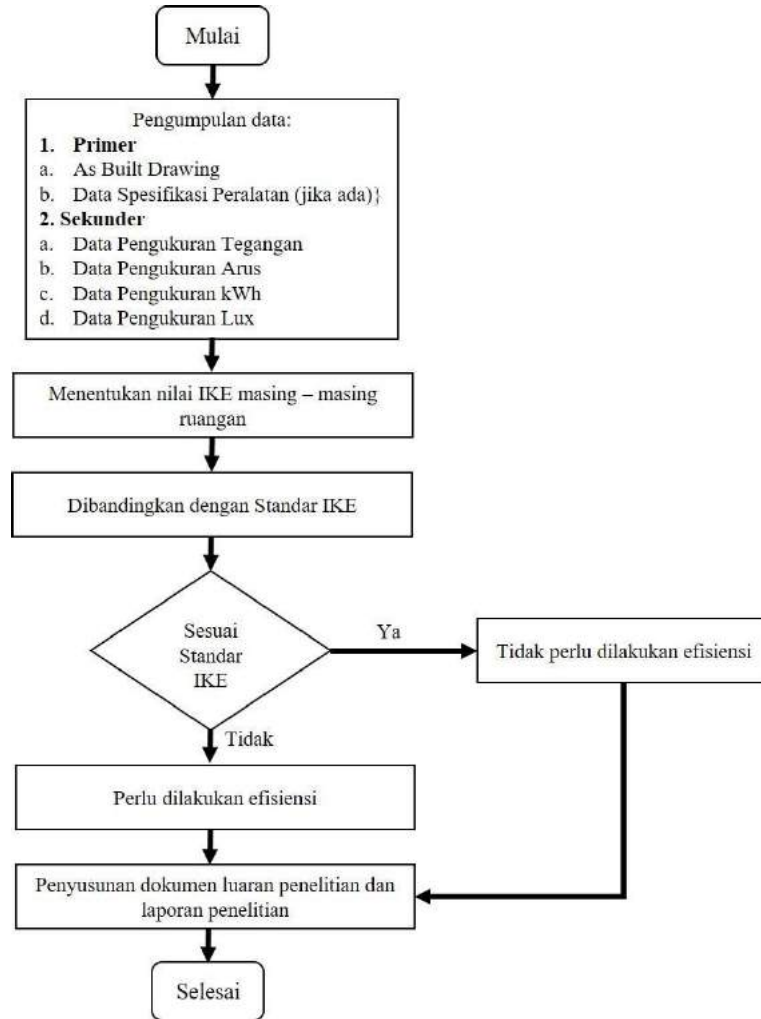 Mulai
Pengumpulan data:
1. Primer
a. As Built Drawing
b. Data Spesifikasi Peralatan (jika ada)}
2. Sekunder
a. Data Pengukuran Tegangan
b. Data Pengukuran Arus
c. Data Pengukuran kWh
d. Data Pengukuran Lux
Menentukan nilai IKE masing – masing
ruangan
Dibandingkan dengan Standar IKE
Sesuai
Standar
IKE
Ya
Tidak perlu dilakukan efisiensi
Tidak
Perlu dilakukan efisiensi
Penyusunan dokumen luaran penelitian dan
laporan penelitian
Selesai